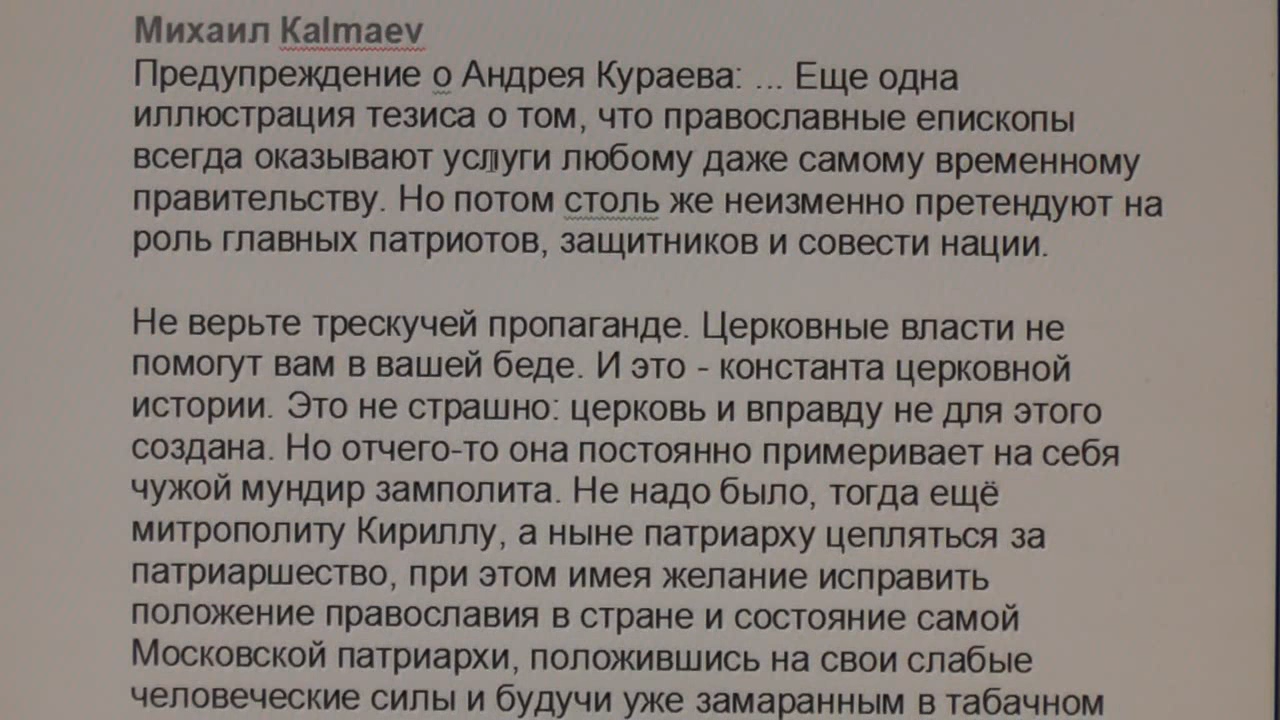 Михаил Kalmaev
Предупреждение о Андрея Кураева: ... Еще одна
иллюстрация тезиса о том, что православные епископы
всегда оказывают услуги любому даже самому временному
правительству. Но потом столь же неизменно претендуют на
роль главных патриотов, защитников и совести нации.
Не верьте трескучей пропаганде. Церковные власти не
помогут вам в вашей беде. И это - константа церковной
истории. Это не страшно: церковь и вправду не для этого
создана. Но отчего-то она постоянно примеривает на себя
чужой мундир замполита. Не надо было, тогда ещё
митрополиту Кириллу, а ныне патриарху цепляться за
патриаршество, при этом имея желание исправить
положение православия в стране и состояние самой
Московской патриархи, положившись на свои слабые
человеческие силы и будучи уже замаранным в табачном